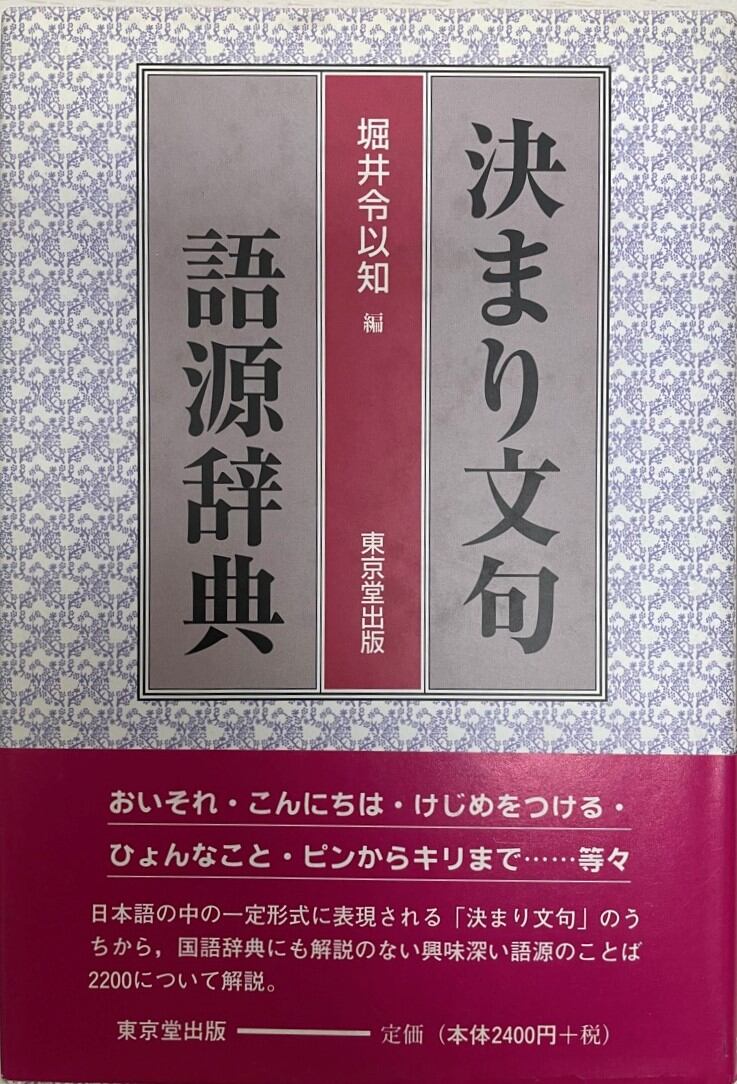 決まり文句
堀井令以知 編
東京堂出版
語源辞典
おいそれ・こんにちは・けじめをつける・
ひょんなこと・ピンからキリまで……等々
日本語の中の一定形式に表現される「決まり文句」のう
ちから，国語辞典にも解説のない興味深い語源のことば
2200について解説。
東京堂出版 ――― 定価（本体2400円＋税）